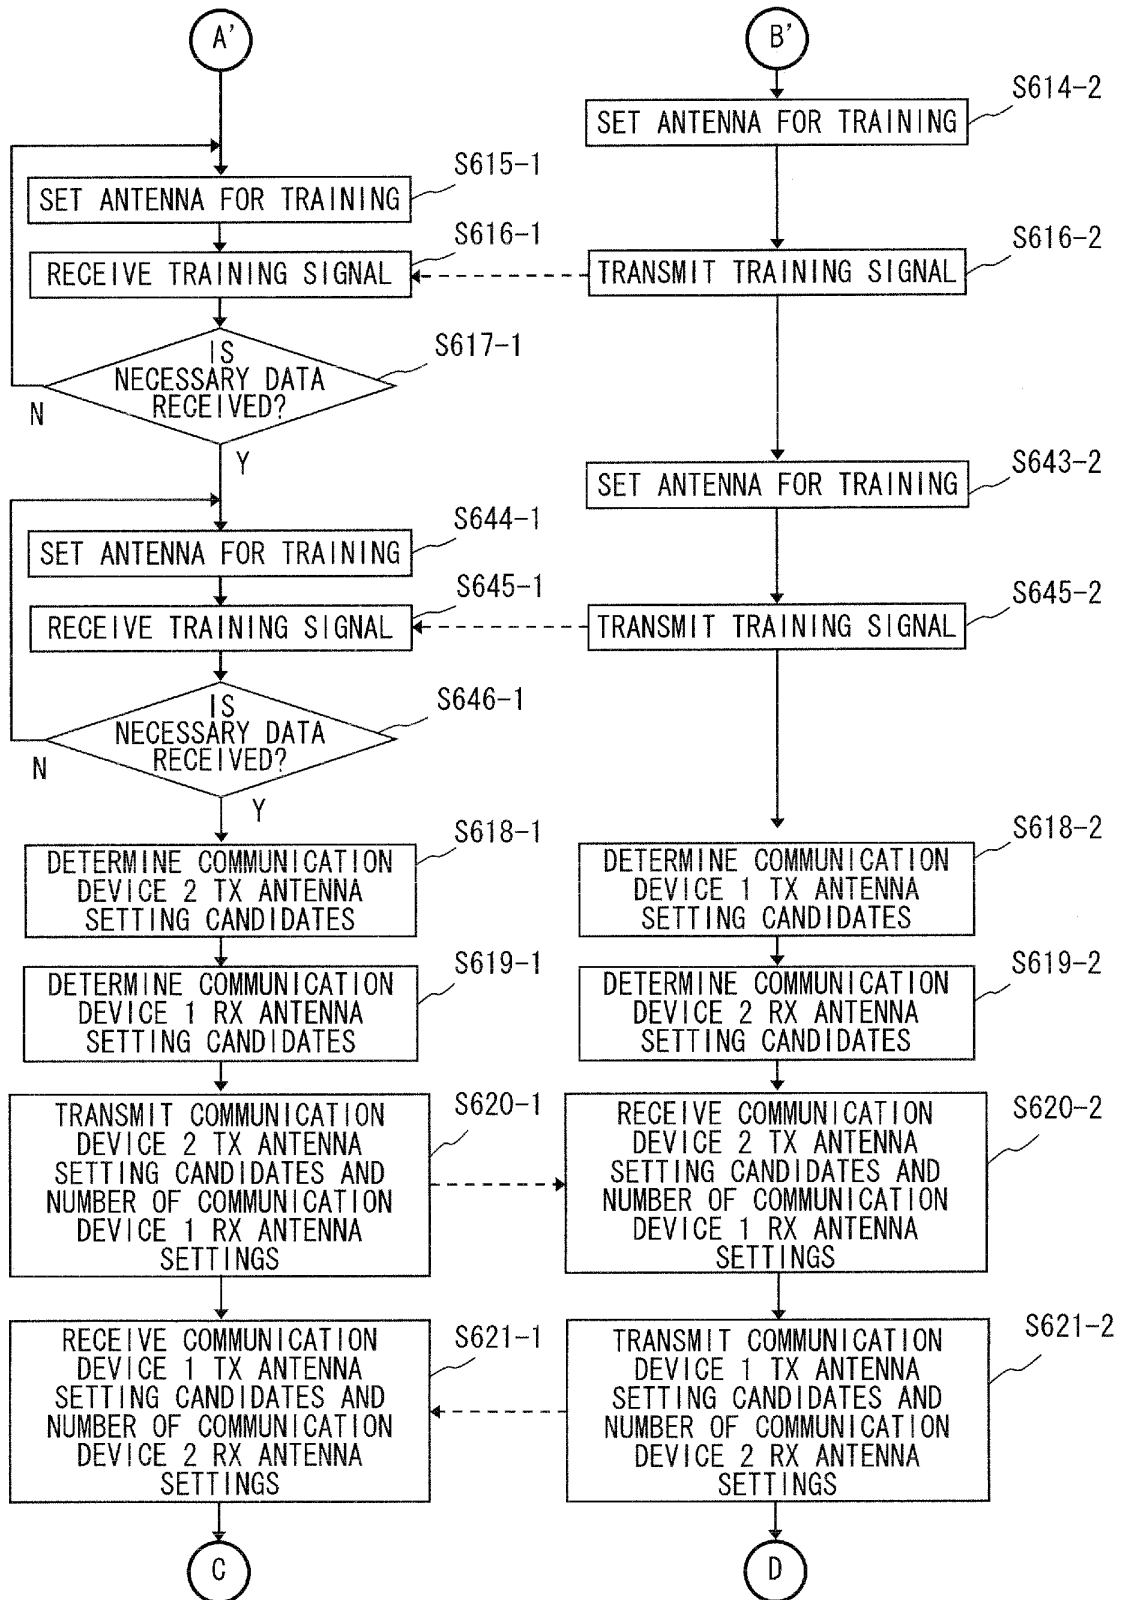 A'
B'
S614-2
SET ANTENNA FOR TRAINING
S615-1
SET ANTENNA FOR TRAINING
S616-1
RECEIVE TRAINING SIGNAL
S616-2
TRANSMIT TRAINING SIGNAL
S617-1
IS
NECESSARY DATA
RECEIVED?
N
Y
S643-2
SET ANTENNA FOR TRAINING
S644-1
SET ANTENNA FOR TRAINING
S645-1
RECEIVE TRAINING SIGNAL
S645-2
TRANSMIT TRAINING SIGNAL
S646-1
IS
NECESSARY DATA
RECEIVED?
N
Y
S618-1
DETERMINE COMMUNICATION
DEVICE 2 TX ANTENNA
SETTING CANDIDATES
S618-2
DETERMINE COMMUNICATION
DEVICE 1 TX ANTENNA
SETTING CANDIDATES
S619-1
DETERMINE COMMUNICATION
DEVICE 1 RX ANTENNA
SETTING CANDIDATES
S619-2
DETERMINE COMMUNICATION
DEVICE 2 RX ANTENNA
SETTING CANDIDATES
S620-1
TRANSMIT COMMUNICATION
DEVICE 2 TX ANTENNA
SETTING CANDIDATES AND
NUMBER OF COMMUNICATION
DEVICE 1 RX ANTENNA
SETTINGS
S620-2
RECEIVE COMMUNICATION
DEVICE 2 TX ANTENNA
SETTING CANDIDATES AND
NUMBER OF COMMUNICATION
DEVICE 1 RX ANTENNA
SETTINGS
S621-1
RECEIVE COMMUNICATION
DEVICE 1 TX ANTENNA
SETTING CANDIDATES AND
NUMBER OF COMMUNICATION
DEVICE 2 RX ANTENNA
SETTINGS
S621-2
TRANSMIT COMMUNICATION
DEVICE 1 TX ANTENNA
SETTING CANDIDATES AND
NUMBER OF COMMUNICATION
DEVICE 2 RX ANTENNA
SETTINGS
C
D